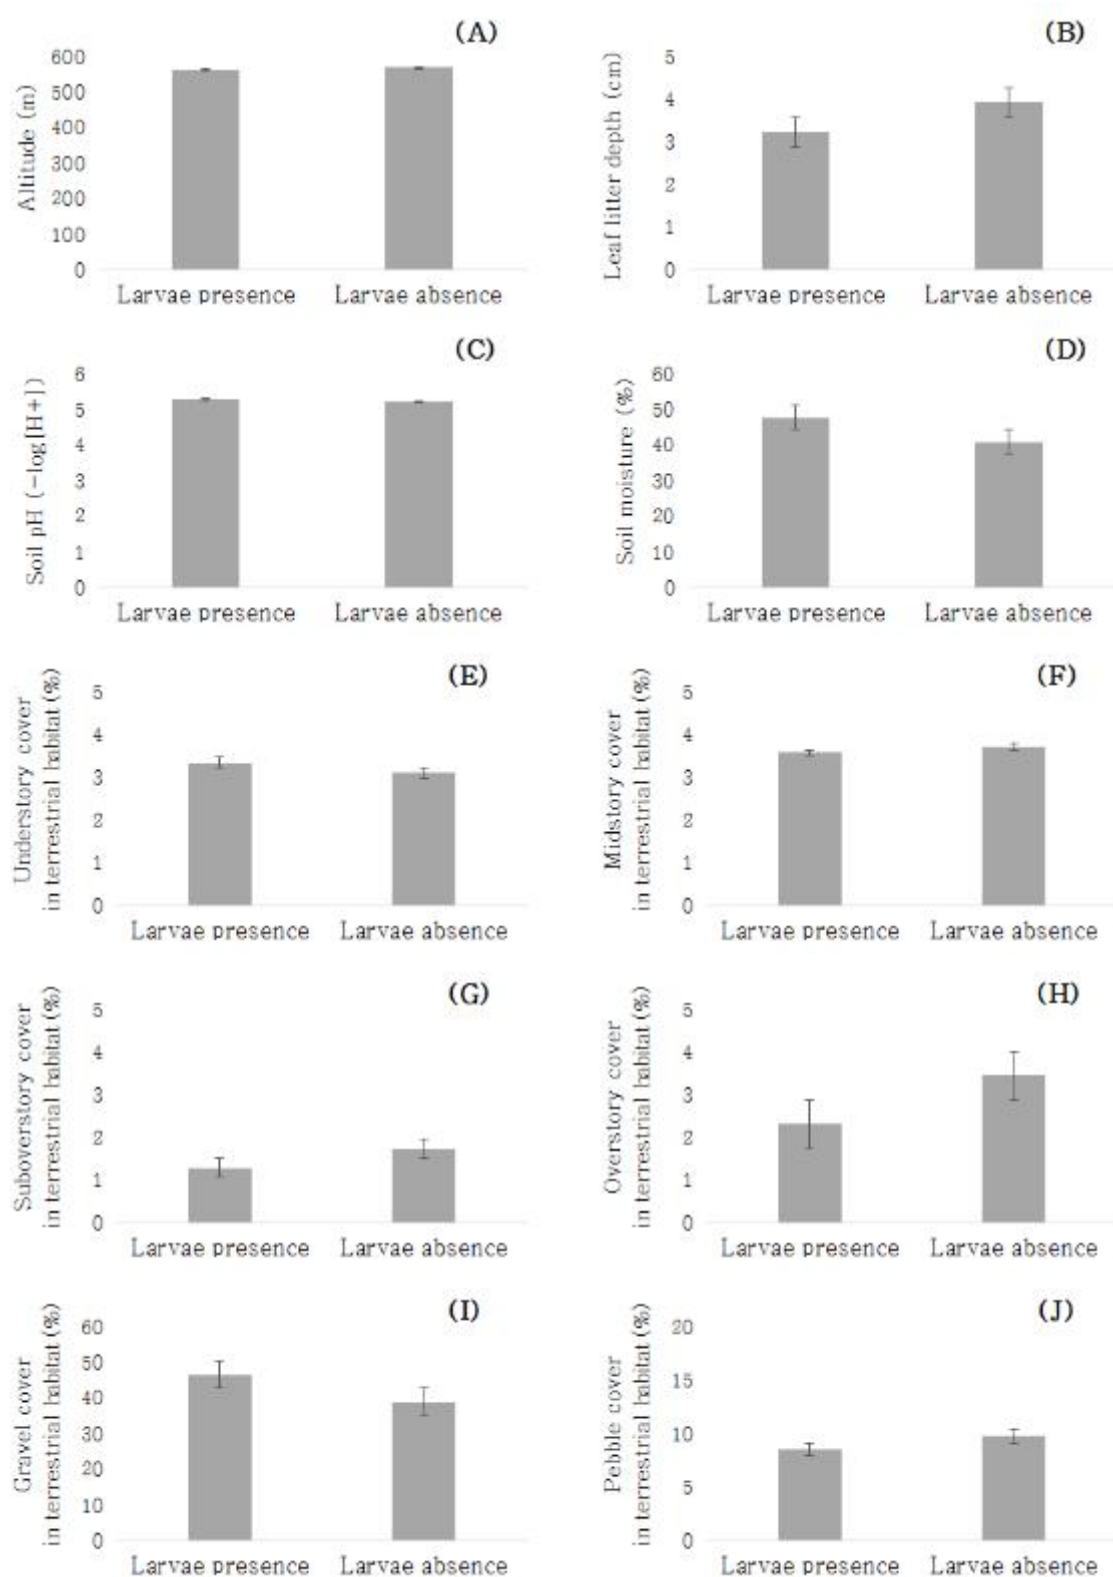 (A)
Altitude (m)
600
500
400
300
200
100
0
Larvae presence Larvae absence
(B)
Leaf litter depth (cm)
5
4
3
2
1
0
Larvae presence Larvae absence
(C)
Soil pH (-log[H+])
6
5
4
3
2
1
0
Larvae presence Larvae absence
(D)
Soil moisture (%)
60
50
40
30
20
10
0
Larvae presence Larvae absence
(E)
Understory cover
in terrestrial habitat (%)
5
4
3
2
1
0
Larvae presence Larvae absence
(F)
Midstory cover
in terrestrial habitat (%)
5
4
3
2
1
0
Larvae presence Larvae absence
(G)
Suboverstory cover
in terrestrial habitat (%)
5
4
3
2
1
0
Larvae presence Larvae absence
(H)
Overstory cover
in terrestrial habitat (%)
5
4
3
2
1
0
Larvae presence Larvae absence
(I)
Gravel cover
in terrestrial habitat (%)
60
50
40
30
20
10
0
Larvae presence Larvae absence
(J)
Pebble cover
in terrestrial habitat (%)
20
15
10
5
0
Larvae presence Larvae absence